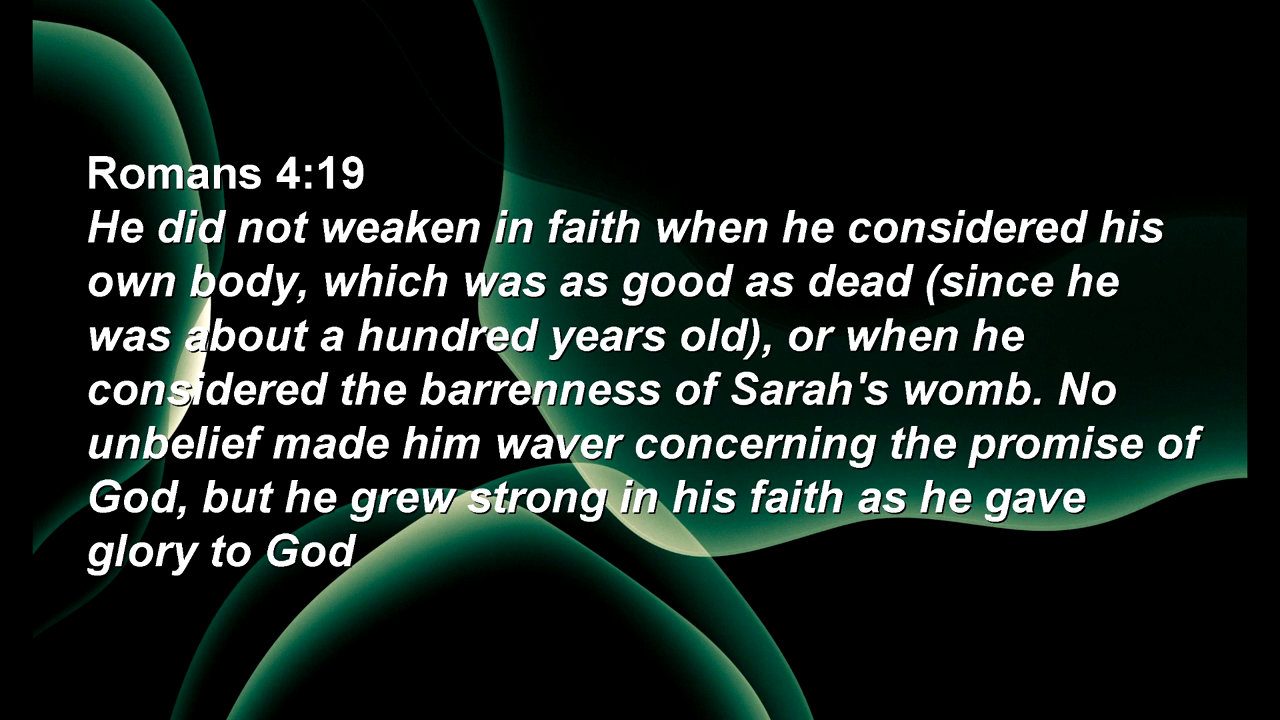 Romans 4:19
He did not weaken in faith when he considered his
own body, which was as good as dead (since he
was about a hundred years old), or when he
considered the barrenness of Sarah's womb. No
unbelief made him waver concerning the promise of
God, but he grew strong in his faith as he gave
glory to God